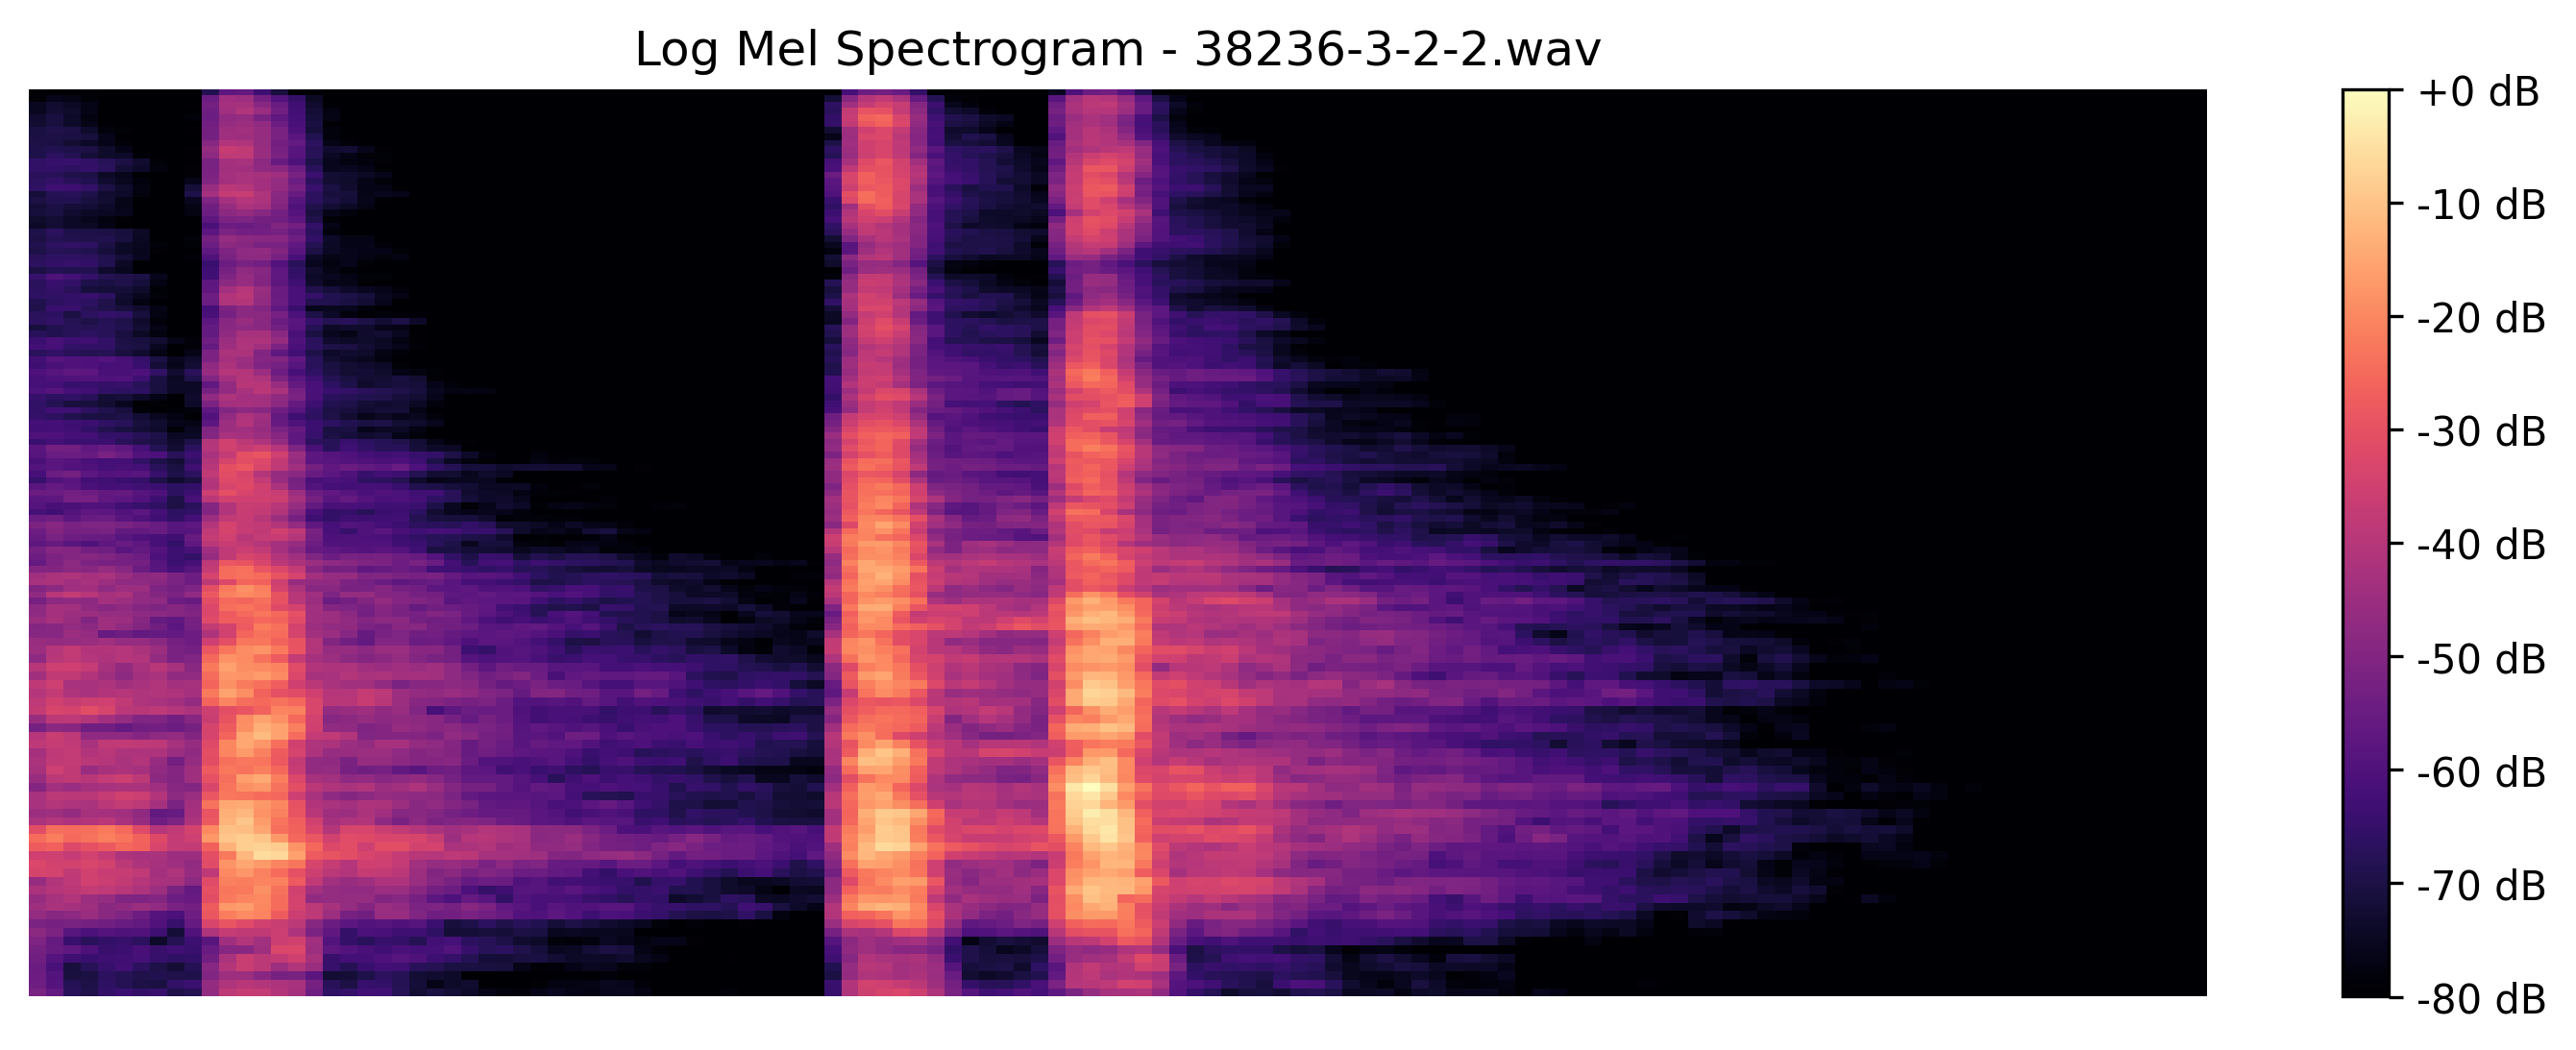 Log Mel Spectrogram - 38236-3-2-2.wav
+0 dB
-10 dB
-20 dB
-30 dB
-40 dB
-50 dB
-60 dB
-70 dB
-80 dB